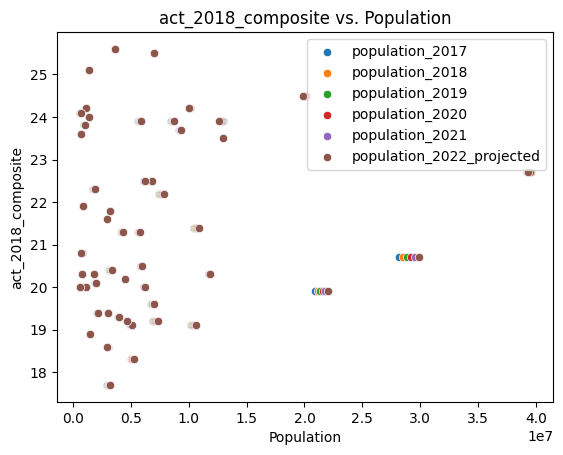 act_2018_composite vs. Population
population_2017
population_2018
population_2019
population_2020
population_2021
population_2022_projected
act_2018_composite
25
24
23
22
21
20
19
18
0.0
0.5
1.0
1.5
2.0
2.5
3.0
3.5
4.0
1e7
Population